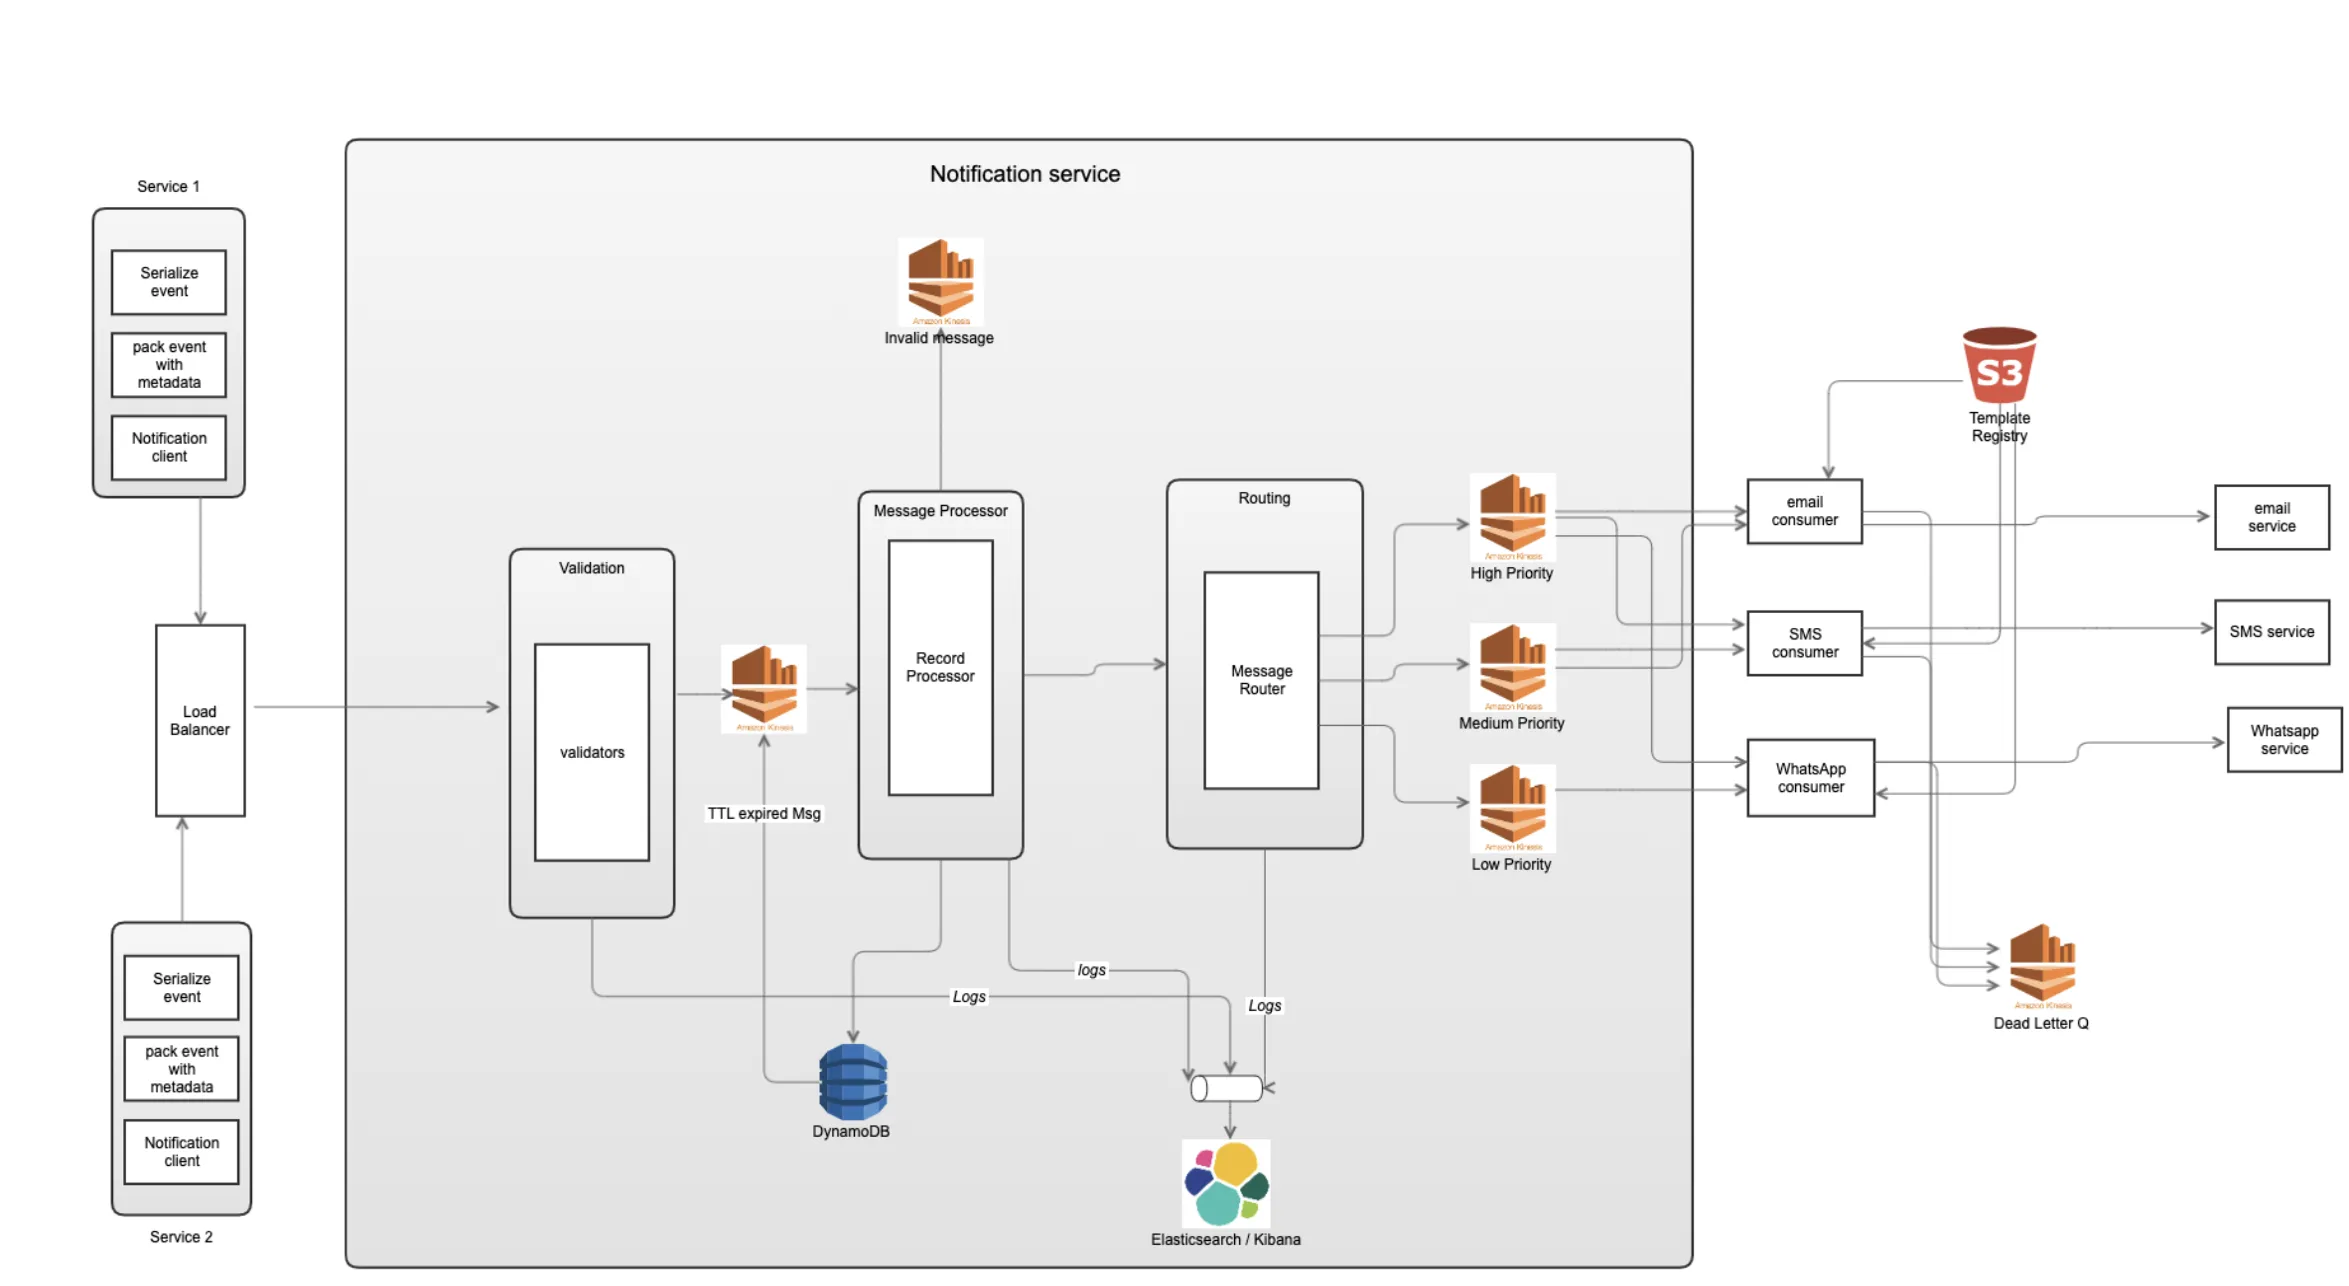 Notification service
Service 1
Serialize
event
pack event
with
metadata
Notification
client
Load
Balancer
Serialize
event
pack event
with
metadata
Notification
client
Service 2
Validation
validators
Amazon Kinesis
TTL expired Msg
Amazon Kinesis
Invalid message
Message Processor
Record
Processor
Routing
Message
Router
Amazon Kinesis
High Priority
Amazon Kinesis
Medium Priority
Amazon Kinesis
Low Priority
logs
Logs
Logs
DynamoDB
Elasticsearch / Kibana
S3
Template
Registry
email
consumer
SMS
consumer
WhatsApp
consumer
email
service
SMS service
Whatsapp
service
Amazon Kinesis
Dead Letter Q